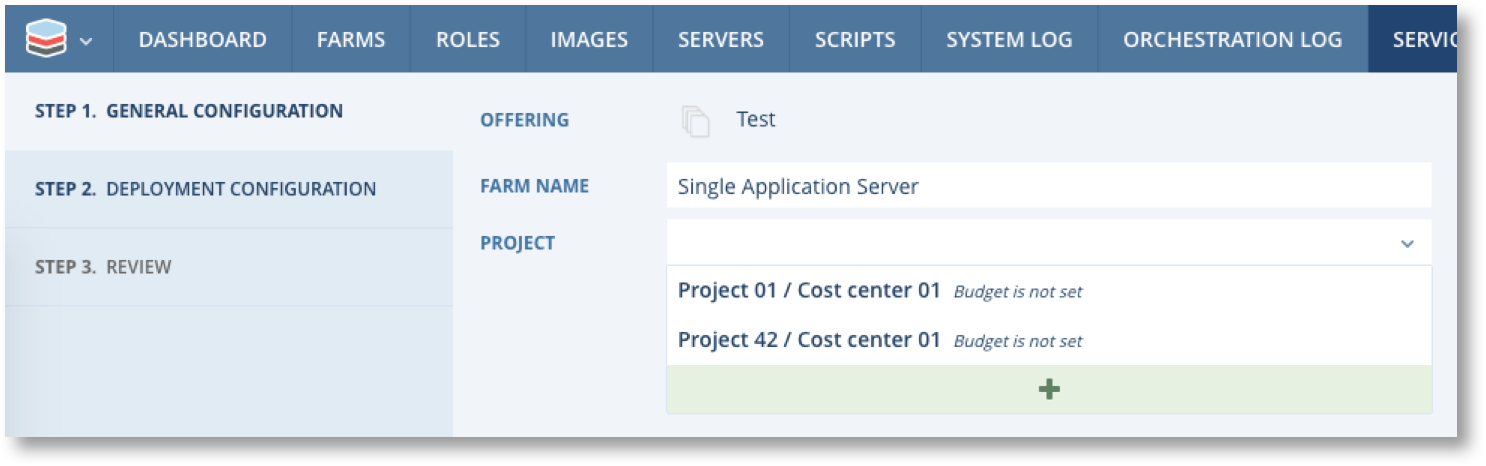 DASHBOARD FARMS ROLES IMAGES SERVERS SCRIPTS SYSTEM LOG ORCHESTRATION LOG SERVIC
STEP 1. GENERAL CONFIGURATION
STEP 2. DEPLOYMENT CONFIGURATION
STEP 3. REVIEW
OFFERING Test
FARM NAME Single Application Server
PROJECT
Project 01 / Cost center 01 Budget is not set
Project 42 / Cost center 01 Budget is not set